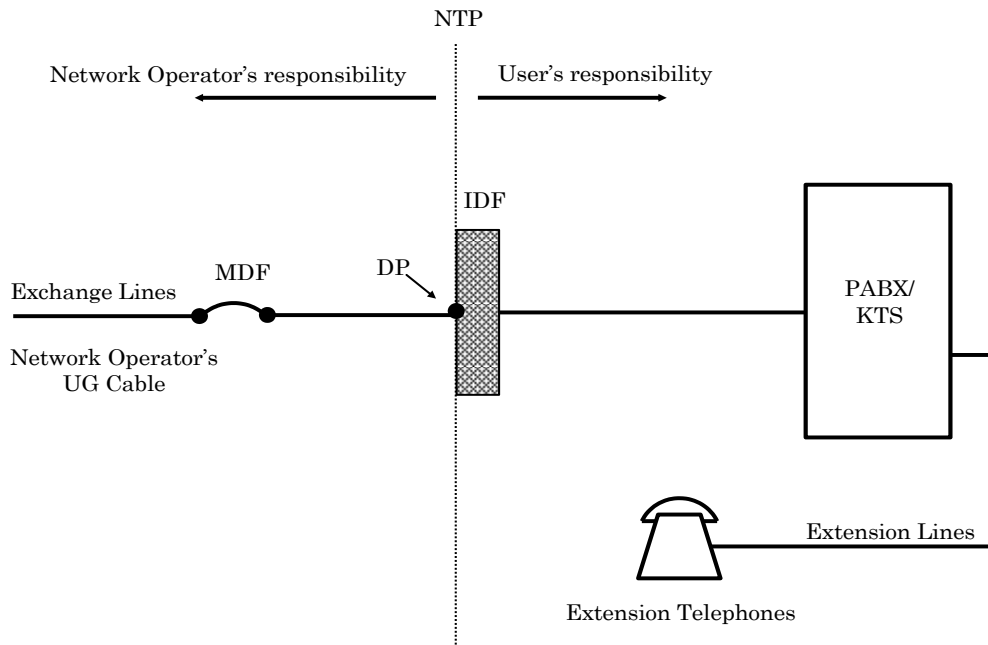 NTP
Network Operator’s responsibility
User’s responsibility
IDF
MDF
DP
Exchange Lines
PABX/
KTS
Network Operator’s
UG Cable
Extension Lines
Extension Telephones